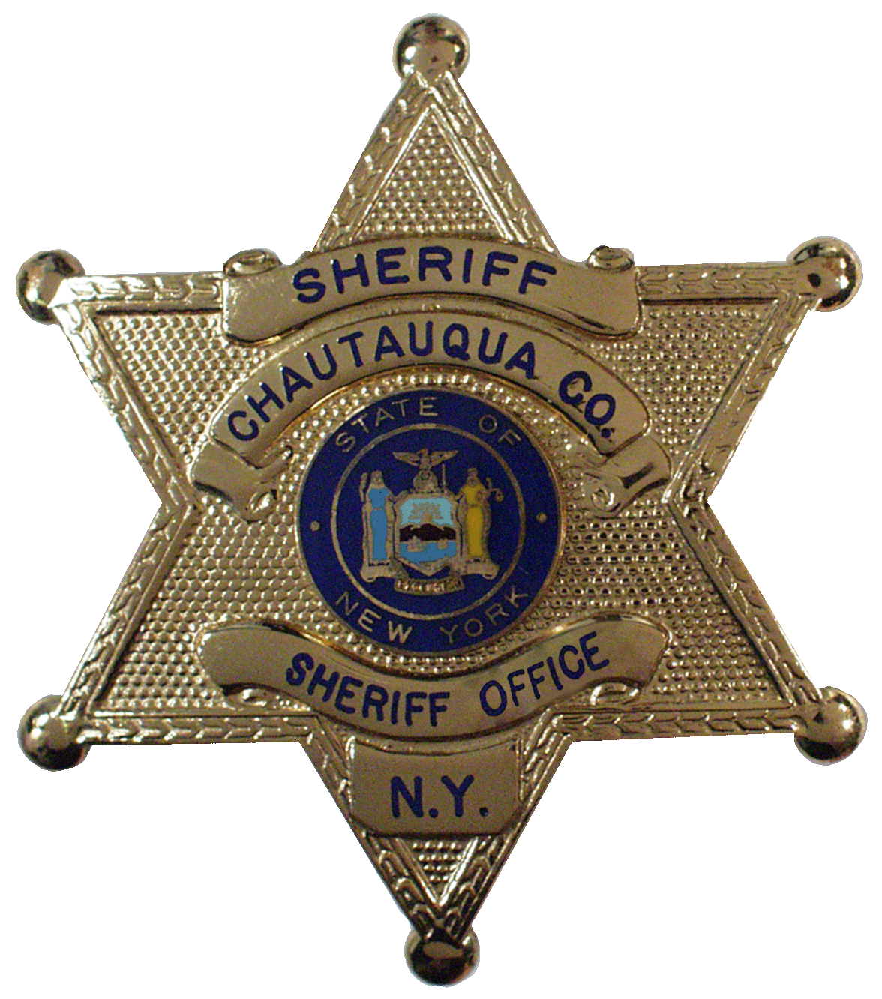 SHERIFF
CHAUTAUQUA CO.
STATE OF
NEW YORK
SHERIFF OFFICE
N.Y.